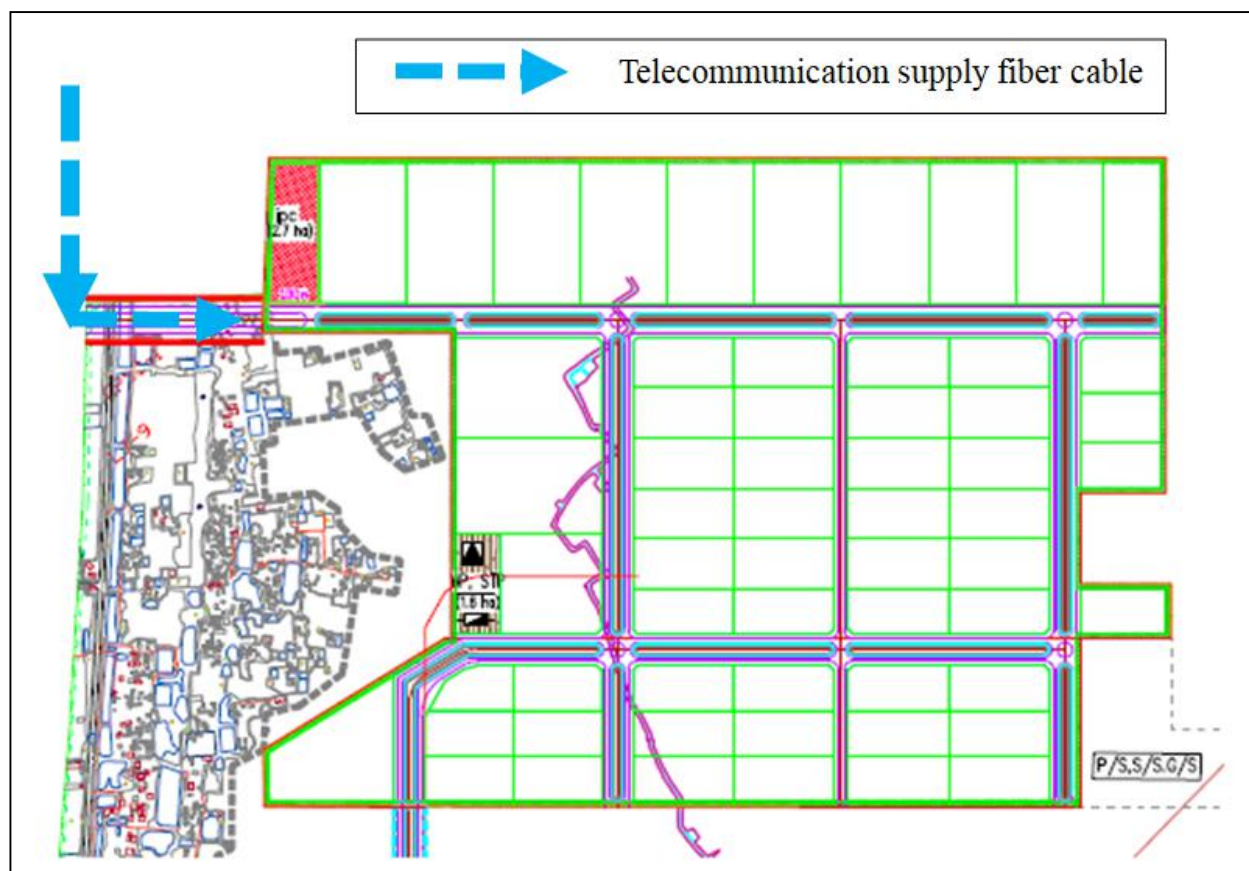 Telecommunication supply fiber cable
ipc
(2.7 ha)
STP
(1.6 ha)
P/S,S/S.G/S